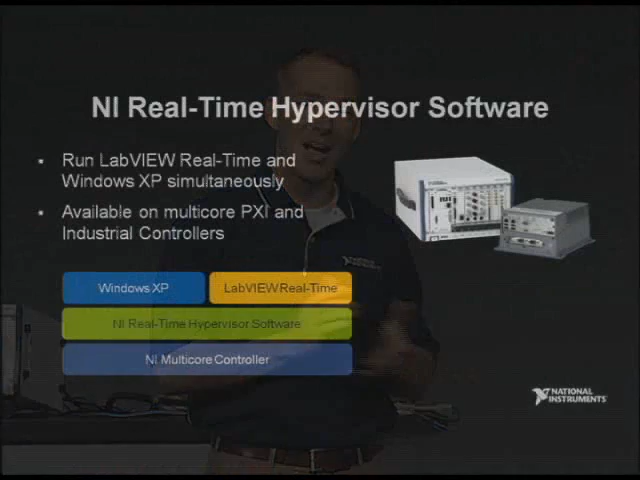 NI Real-Time Hypervisor Software
Run LabVIEW Real-Time and
Windows XP simultaneously
Available on multicore PXI and
Industrial Controllers
Windows XP
LabVIEW Real-Time
NI Real-Time Hypervisor Software
NI Multicore Controller
NATIONAL
INSTRUMENTS